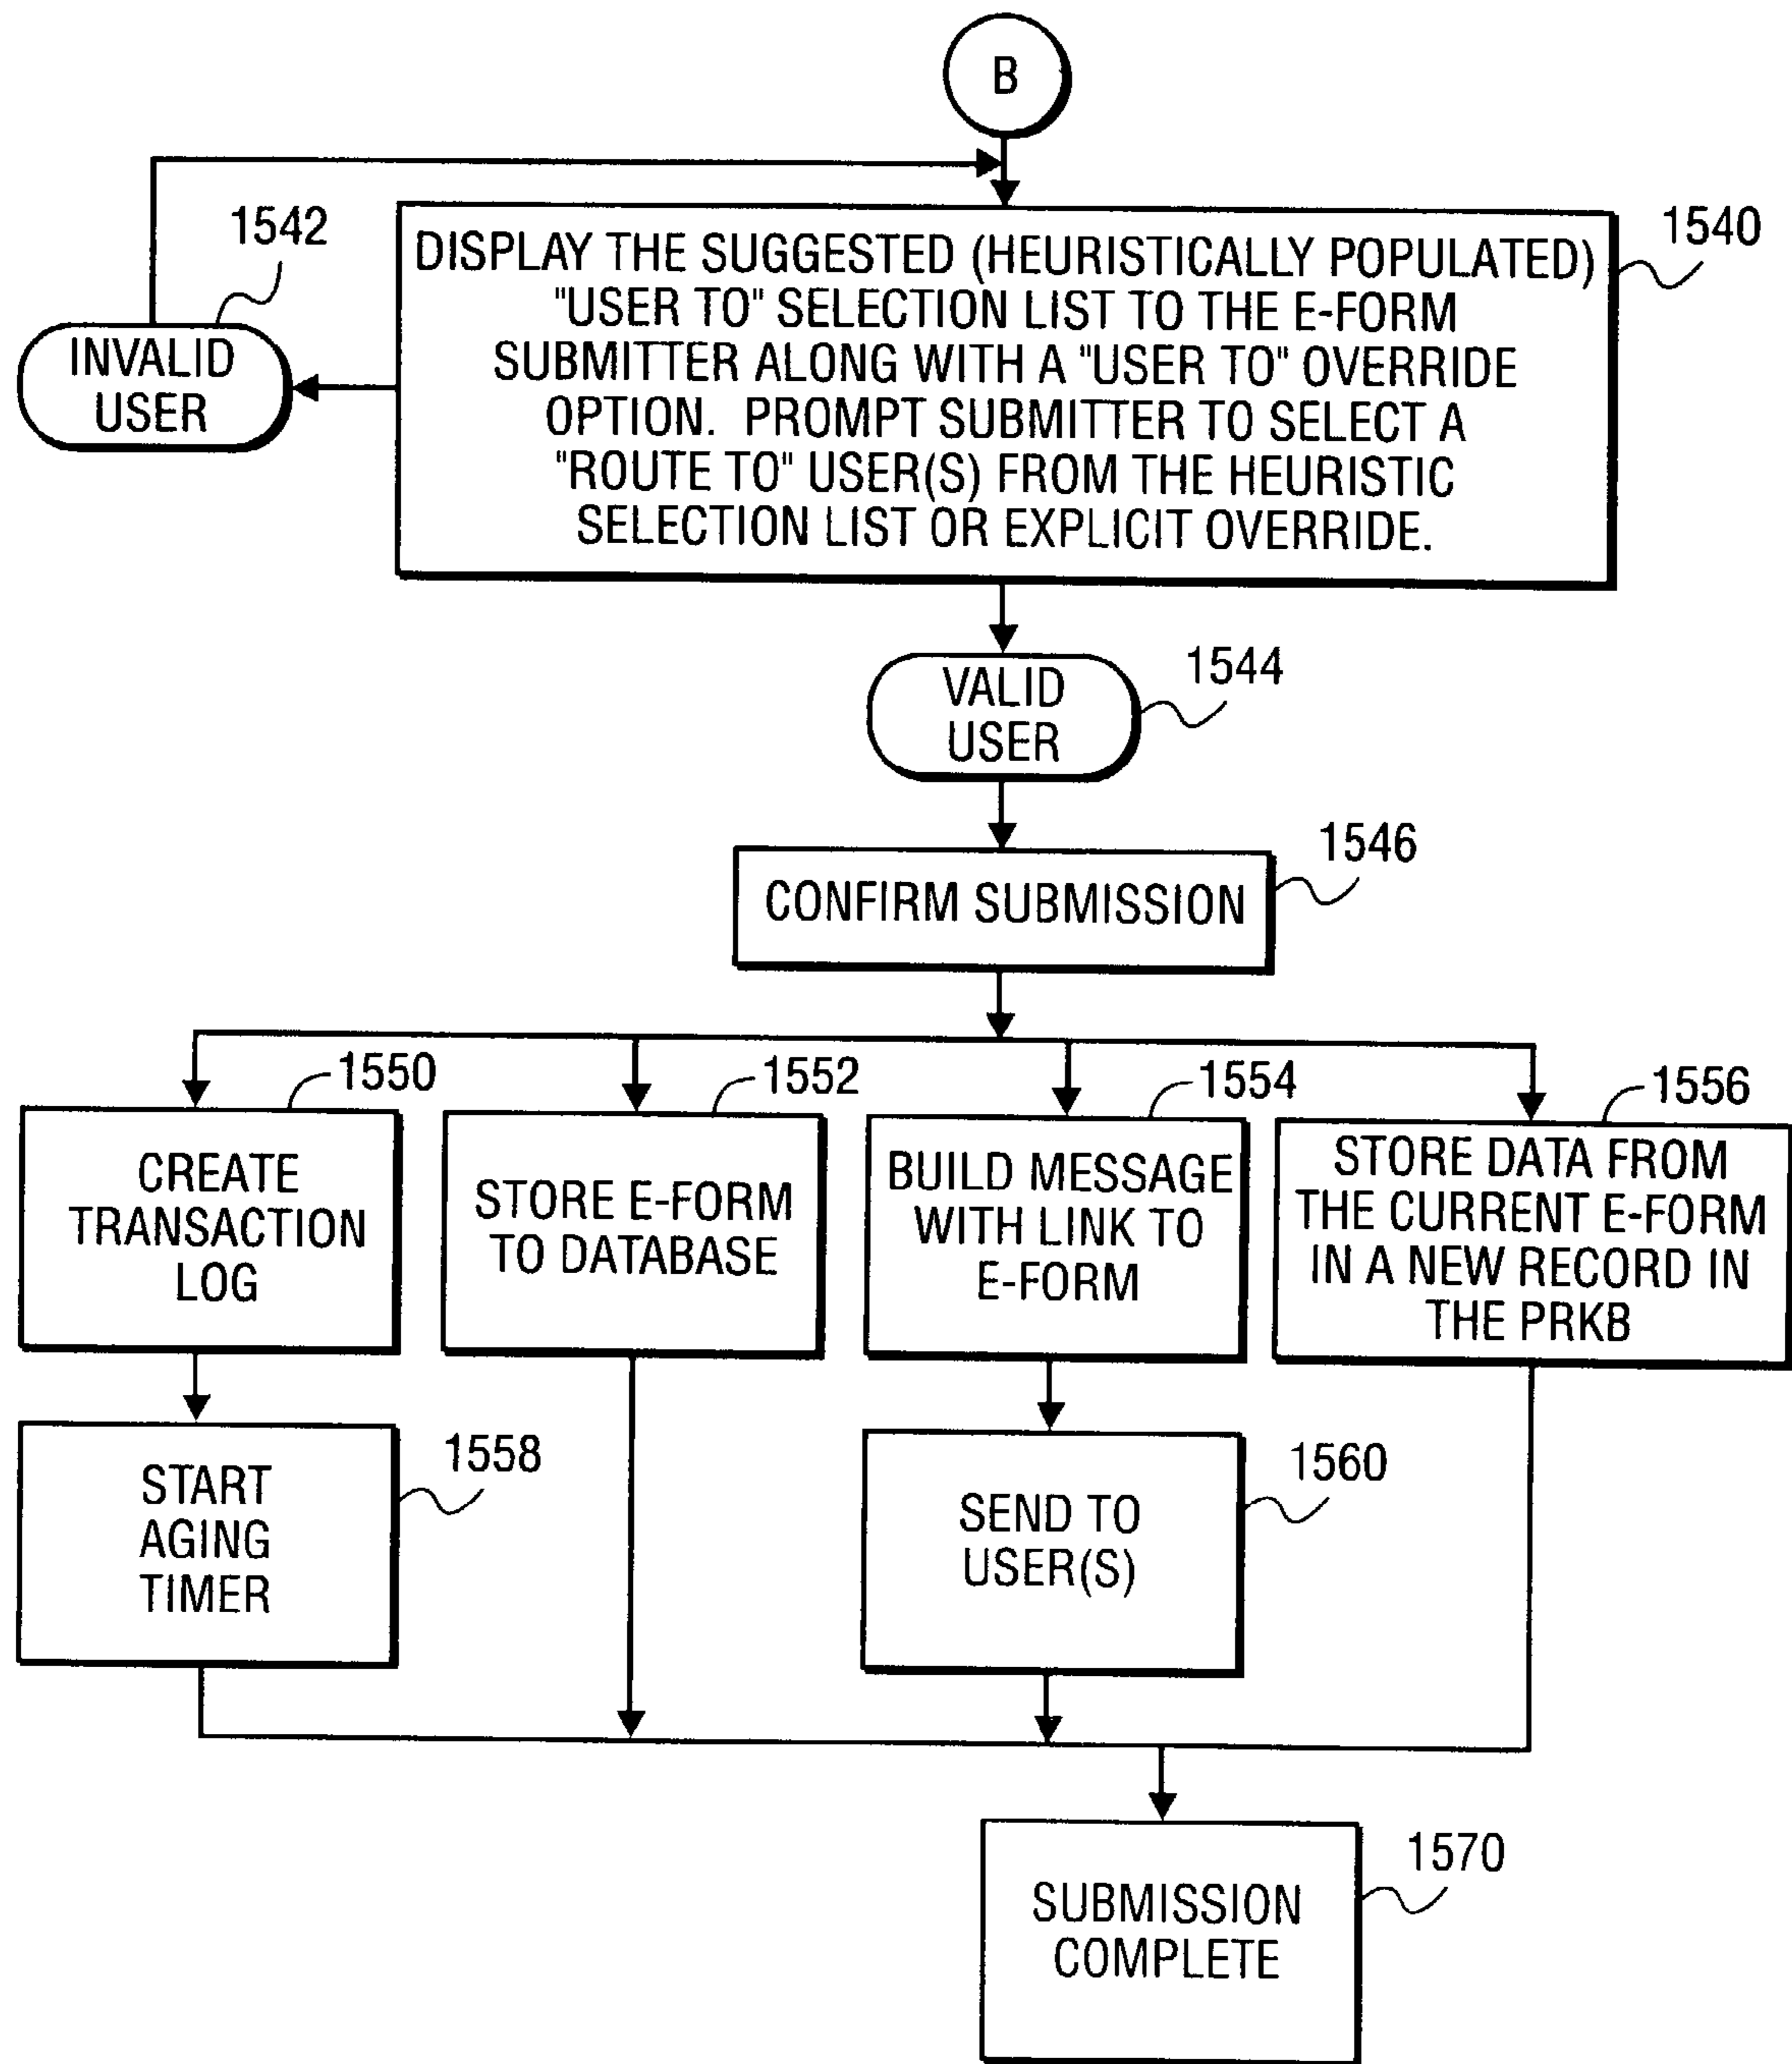 B
1542
1540
DISPLAY THE SUGGESTED (HEURISTICALLY POPULATED)
"USER TO" SELECTION LIST TO THE E-FORM
SUBMITTER ALONG WITH A "USER TO" OVERRIDE
OPTION. PROMPT SUBMITTER TO SELECT A
"ROUTE TO" USER(S) FROM THE HEURISTIC
SELECTION LIST OR EXPLICIT OVERRIDE.
INVALID
USER
1544
VALID
USER
1546
CONFIRM SUBMISSION
1550
CREATE
TRANSACTION
LOG
1552
STORE E-FORM
TO DATABASE
1554
BUILD MESSAGE
WITH LINK TO
E-FORM
1556
STORE DATA FROM
THE CURRENT E-FORM
IN A NEW RECORD IN
THE PRKB
1558
START
AGING
TIMER
1560
SEND TO
USER(S)
1570
SUBMISSION
COMPLETE